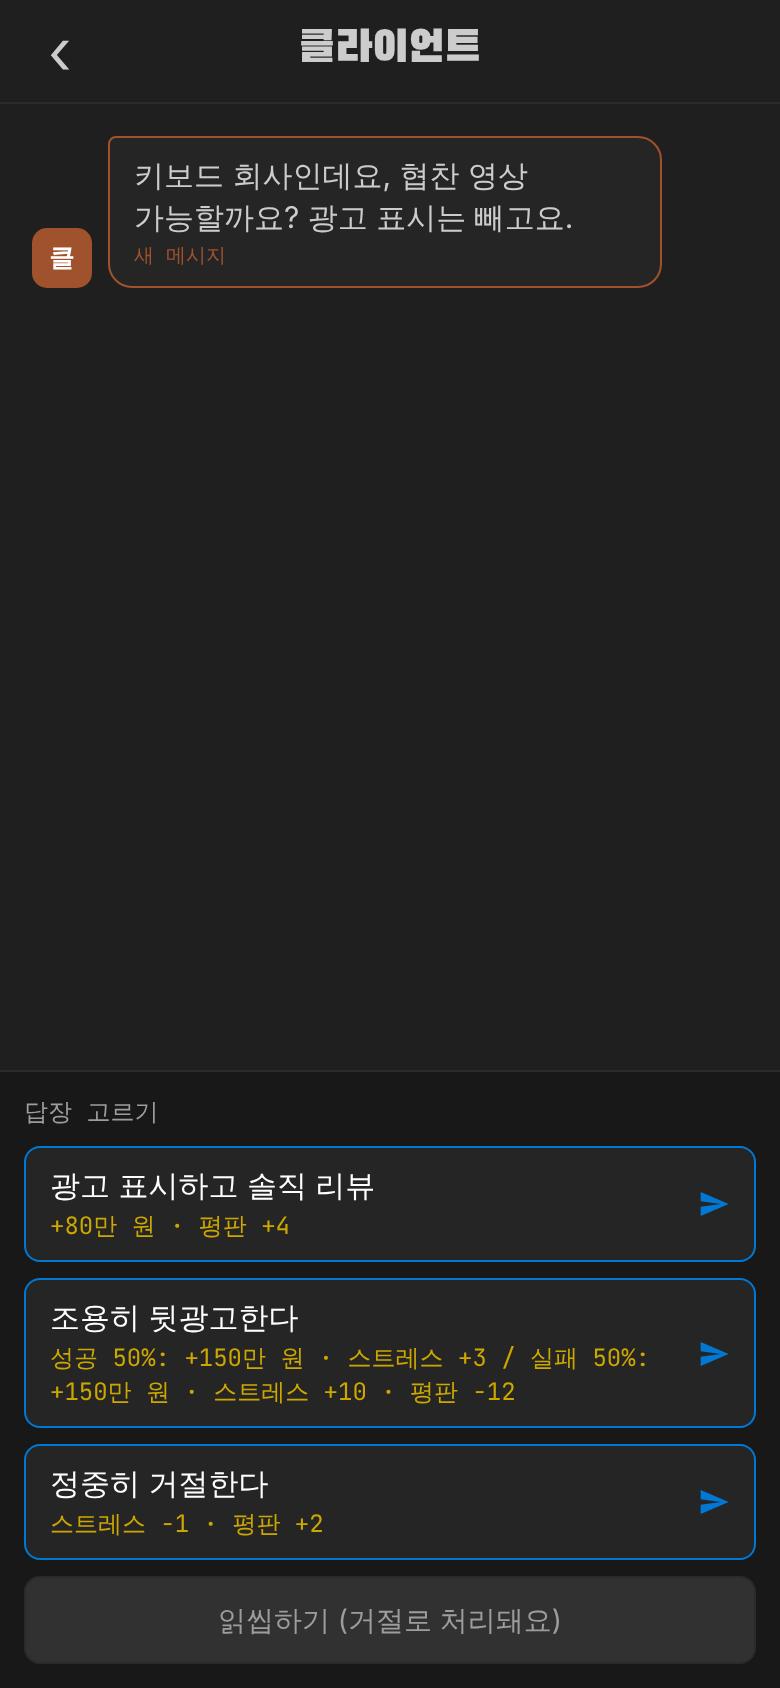 클라이언트
키보드 회사인데요, 협찬 영상
가능할까요? 광고 표시는 빼고요.
새 메시지
클
답장 고르기
광고 표시하고 솔직 리뷰
+80만 원 · 평판 +4
조용히 뒷광고한다
성공 50%: +150만 원 · 스트레스 +3 / 실패 50%:
+150만 원 · 스트레스 +10 · 평판 -12
정중히 거절한다
스트레스 -1 · 평판 +2
읽씹하기 (거절로 처리돼요)